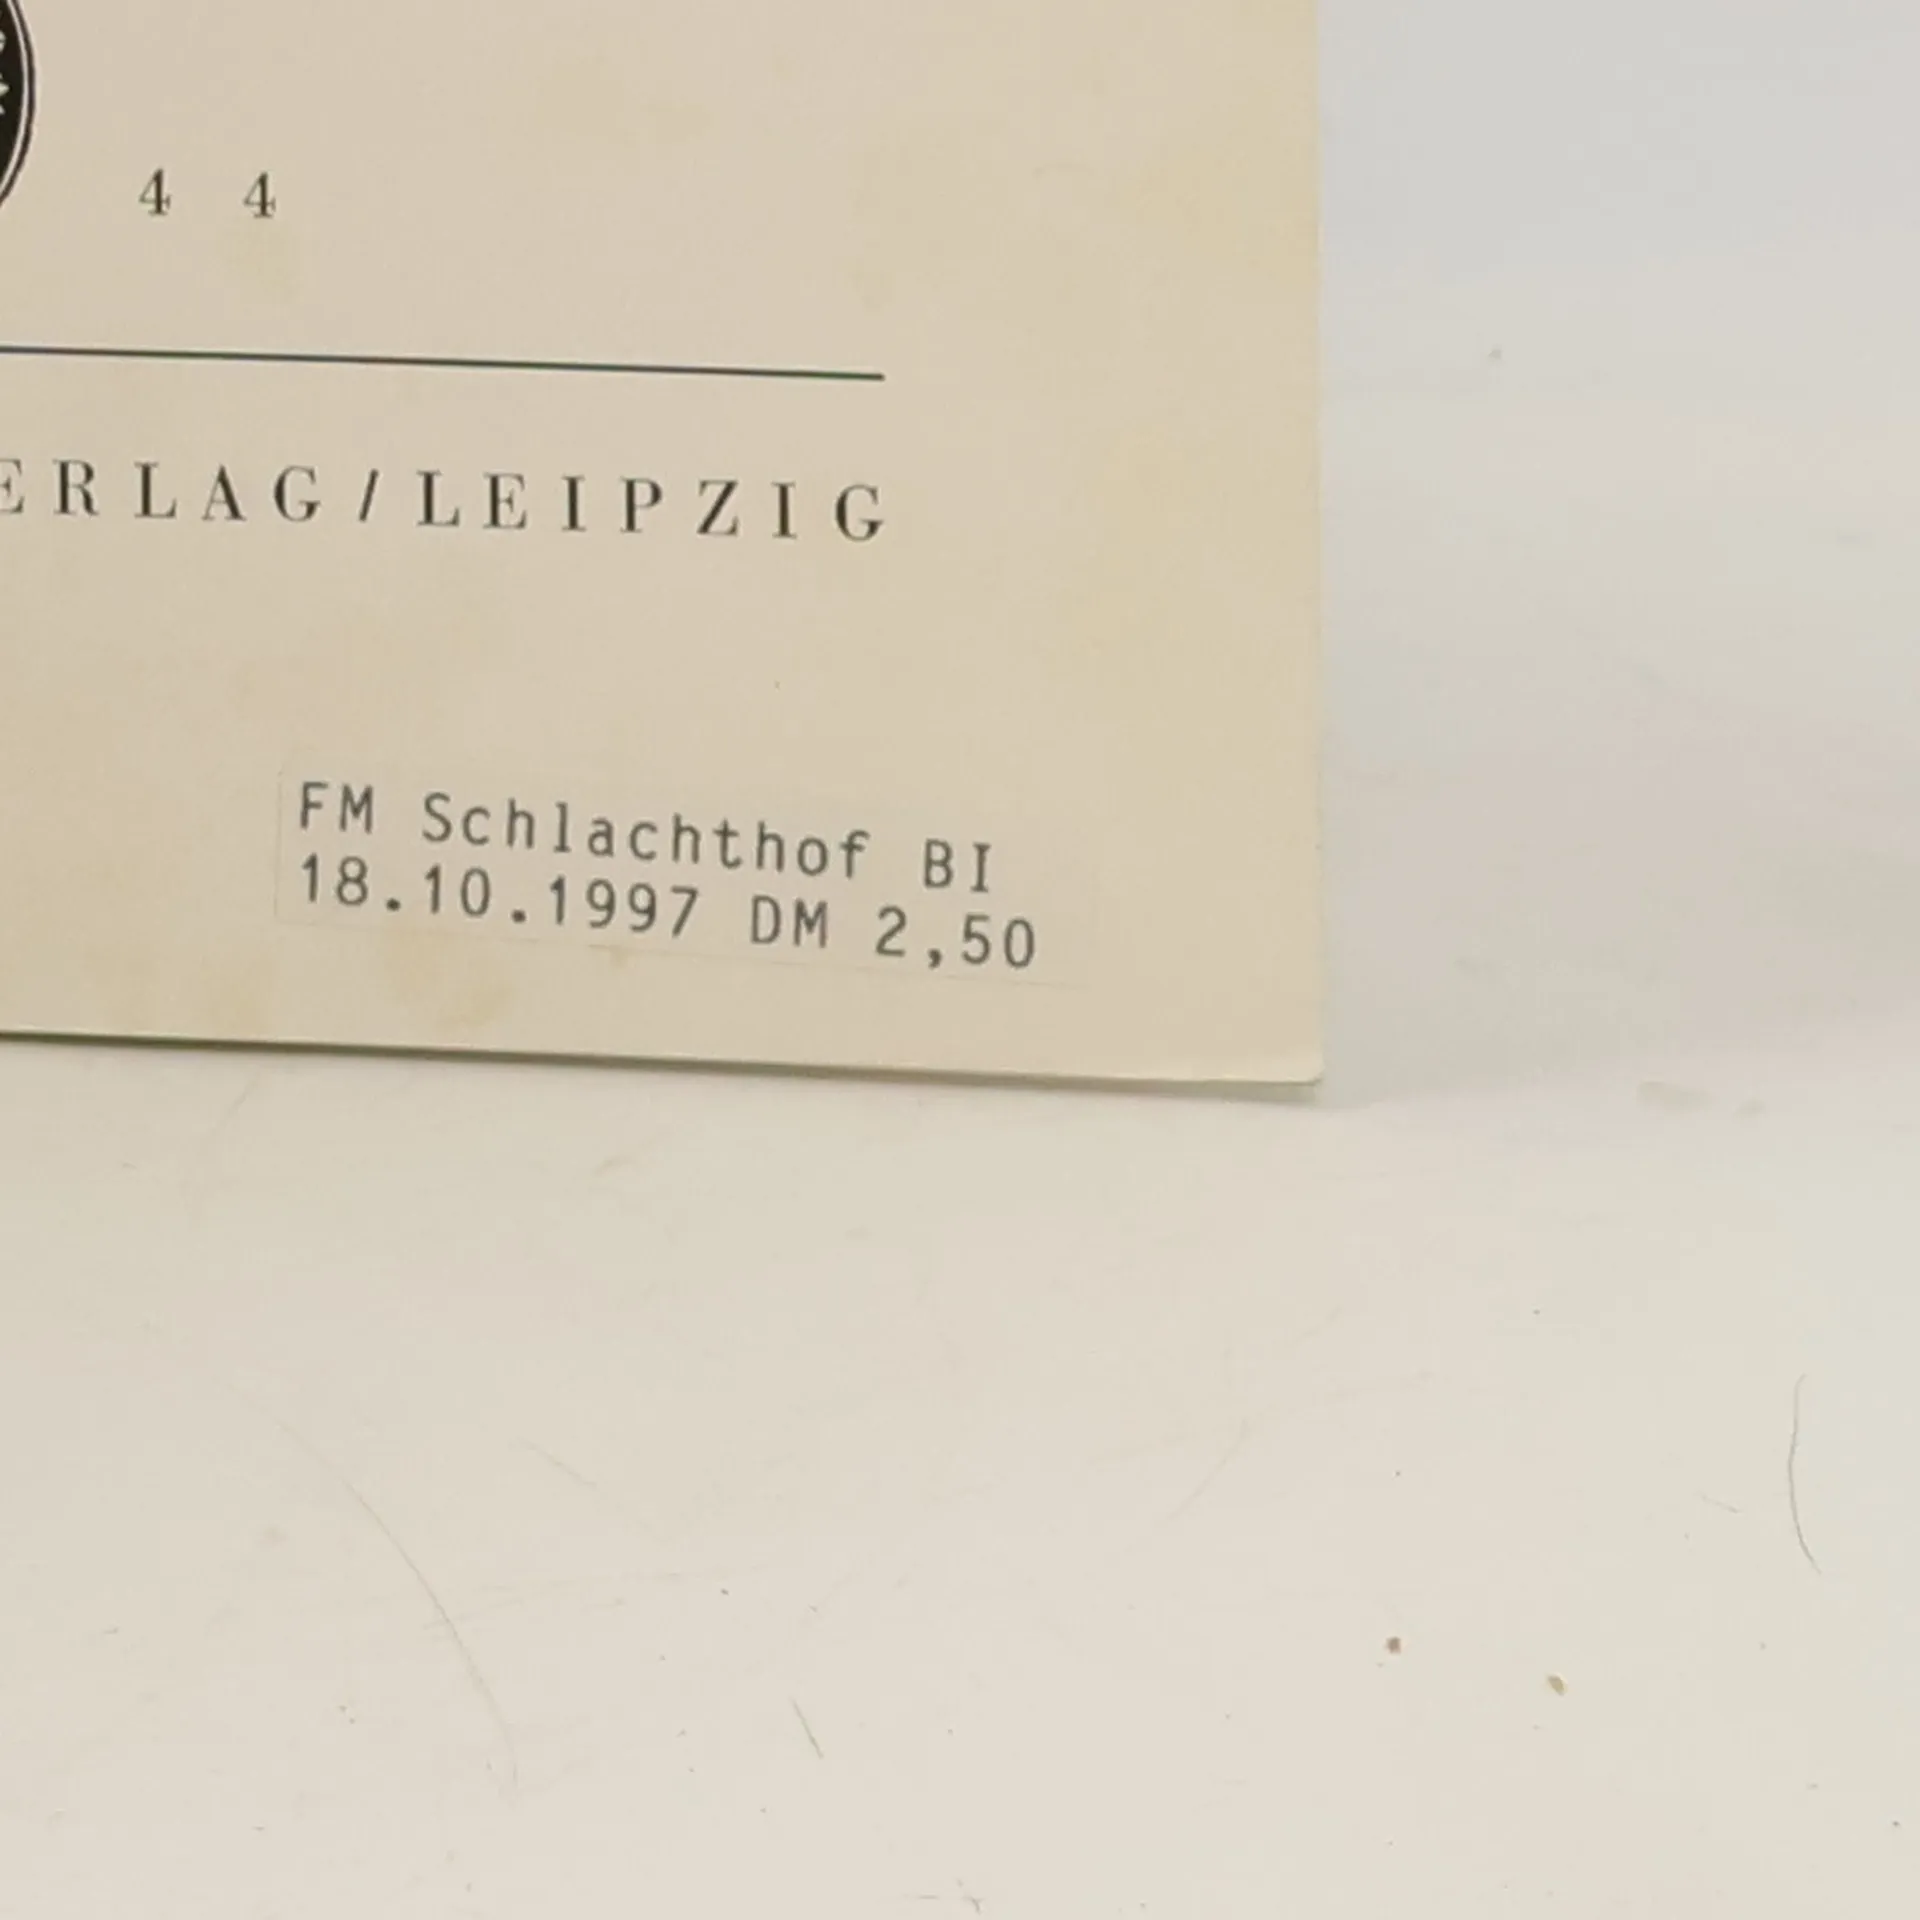 4 4
ERLAG/LEIPZIG
FM Schlachthof BI
18.10.1997 DM 2,50